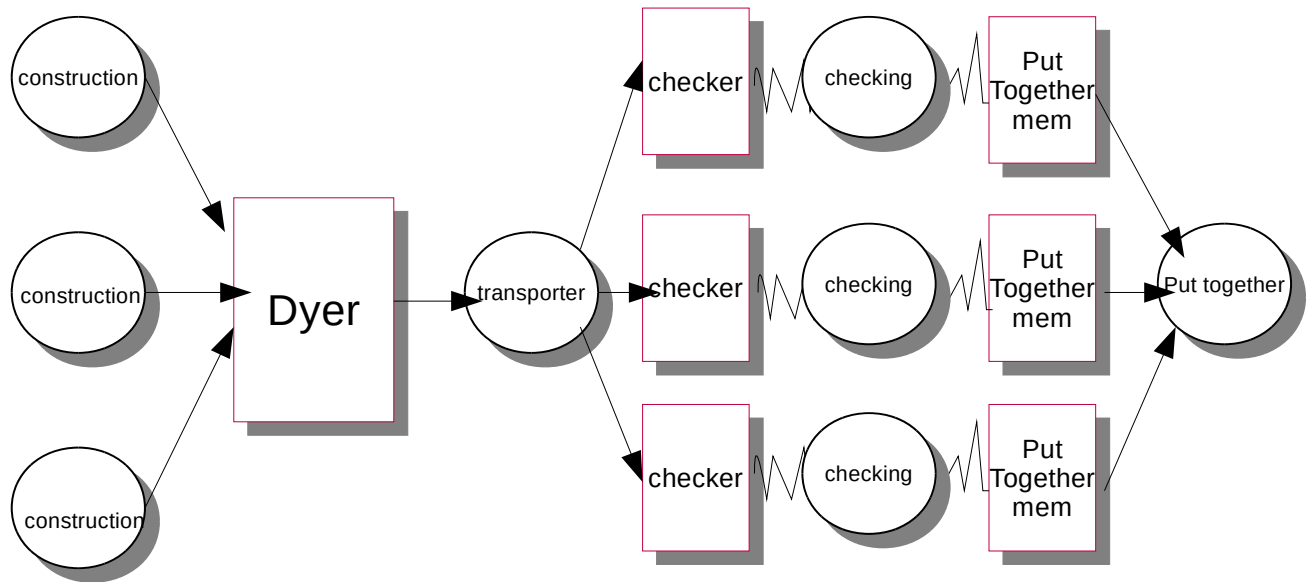 construction
construction
construction
Dyer
transporter
checker
checking
Put
Together
mem
checker
checking
Put
Together
mem
checker
checking
Put
Together
mem
Put together